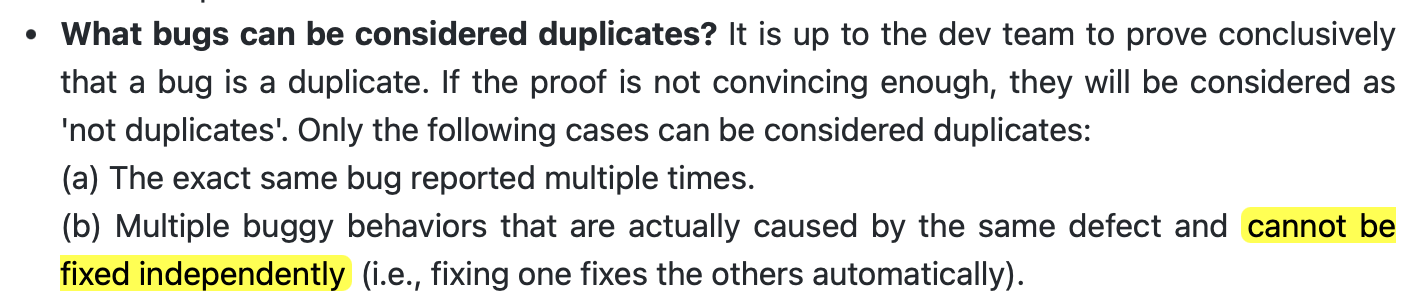 • What bugs can be considered duplicates? It is up to the dev team to prove conclusively
that a bug is a duplicate. If the proof is not convincing enough, they will be considered as
'not duplicates'. Only the following cases can be considered duplicates:
(a) The exact same bug reported multiple times.
(b) Multiple buggy behaviors that are actually caused by the same defect and cannot be
fixed independently (i.e., fixing one fixes the others automatically).